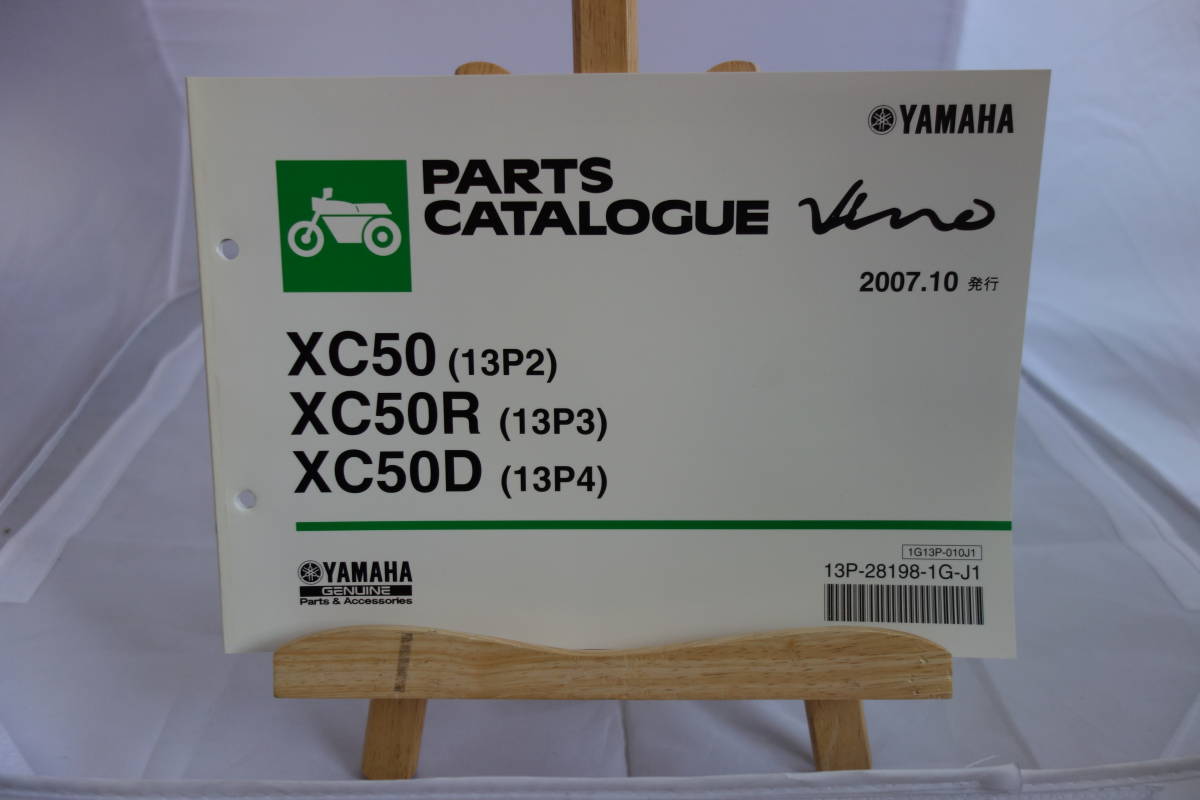 YAMAHA
PARTS
CATALOGUE Vino
2007.10 発行
XC50 (13P2)
XC50R (13P3)
XC50D (13P4)
1G13P-010J1
13P-28198-1G-J1
YAMAHA
GENUINE
Parts & Accessories